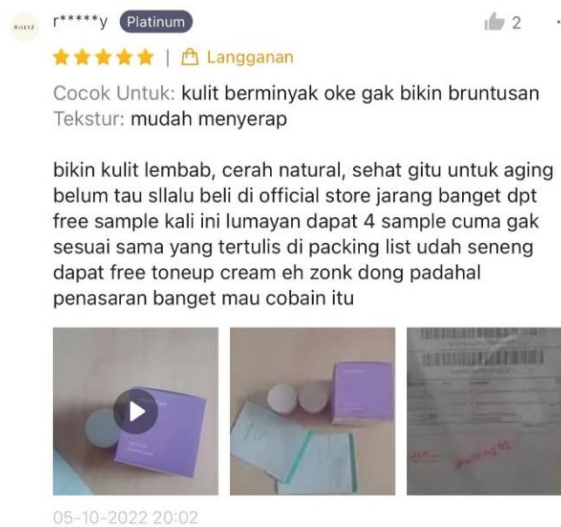 r*****y Platinum 2
Langganan
Cocok Untuk: kulit berminyak oke gak bikin bruntusan
Tekstur: mudah menyerap
bikin kulit lembab, cerah natural, sehat gitu untuk aging
belum tau sllalu beli di official store jarang banget dpt
free sample kali ini lumayan dapat 4 sample cuma gak
sesuai sama yang tertulis di packing list udah seneng
dapat free toneup cream eh zonk dong padahal
penasaran banget mau cobain itu
05-10-2022 20:02